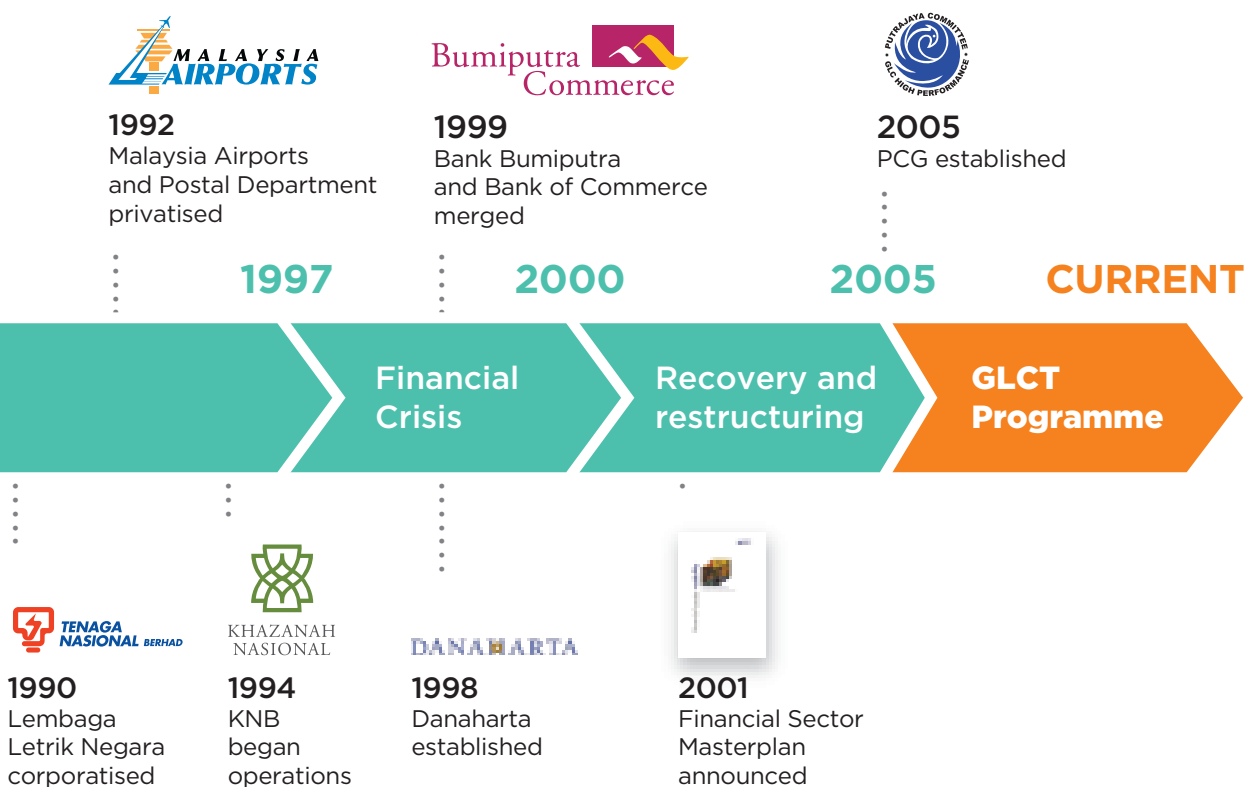 MALAYSIA
AIRPORTS
1992
Malaysia Airports
and Postal Department
privatised
Bumiputra
Commerce
1999
Bank Bumiputra
and Bank of Commerce
merged
PUTRAJAYA COMMITTEE
GLC HIGH PERFORMANCE
2005
PCG established
1997
2000
2005
CURRENT
Financial
Crisis
Recovery and
restructuring
GLCT
Programme
TENAGA
NASIONAL BERHAD
1990
Lembaga
Letrik Negara
corporatised
KHAZANAH
NASIONAL
1994
KNB
began
operations
DANAHARTA
1998
Danaharta
established
2001
Financial Sector
Masterplan
announced